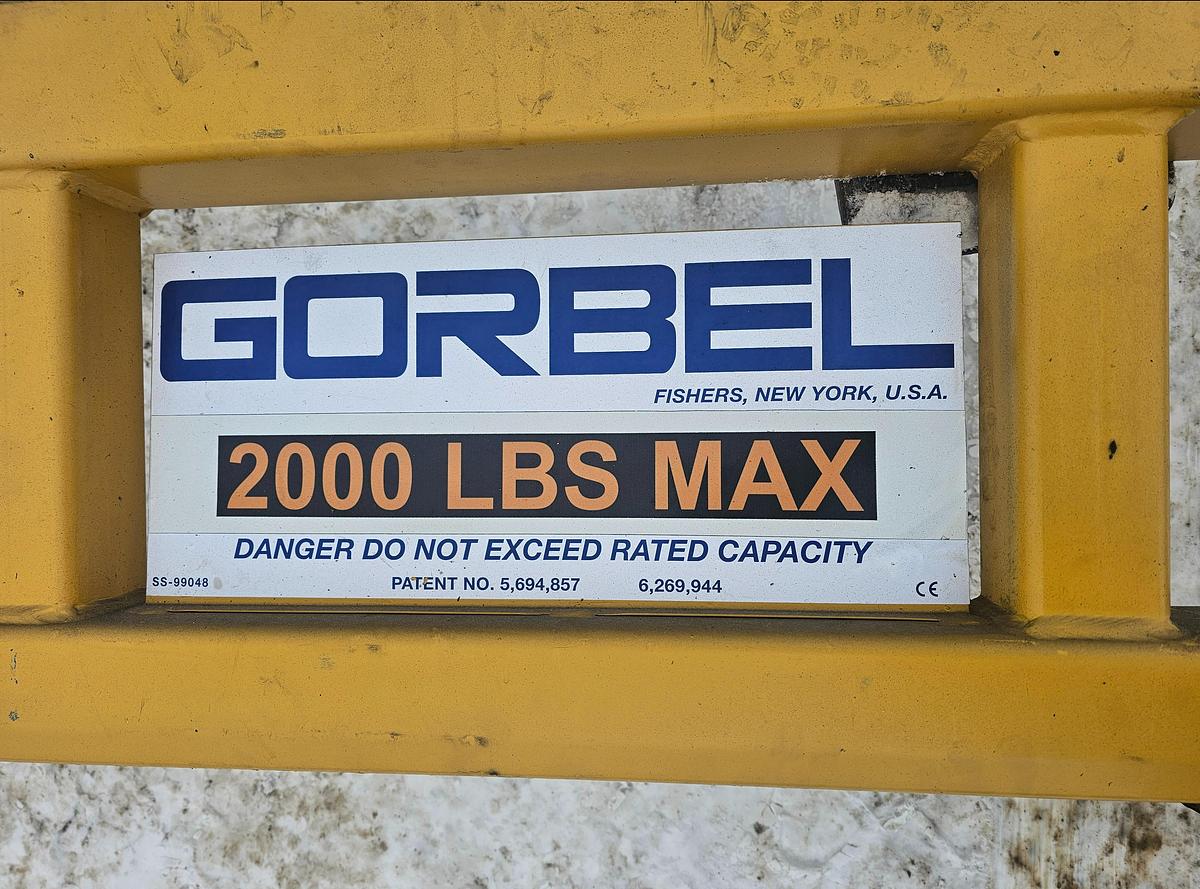 GORBEL
FISHERS, NEW YORK, U.S.A.
2000 LBS MAX
DANGER DO NOT EXCEED RATED CAPACITY
SS-99048 PATENT NO. 5,694,857 6,269,944 CE